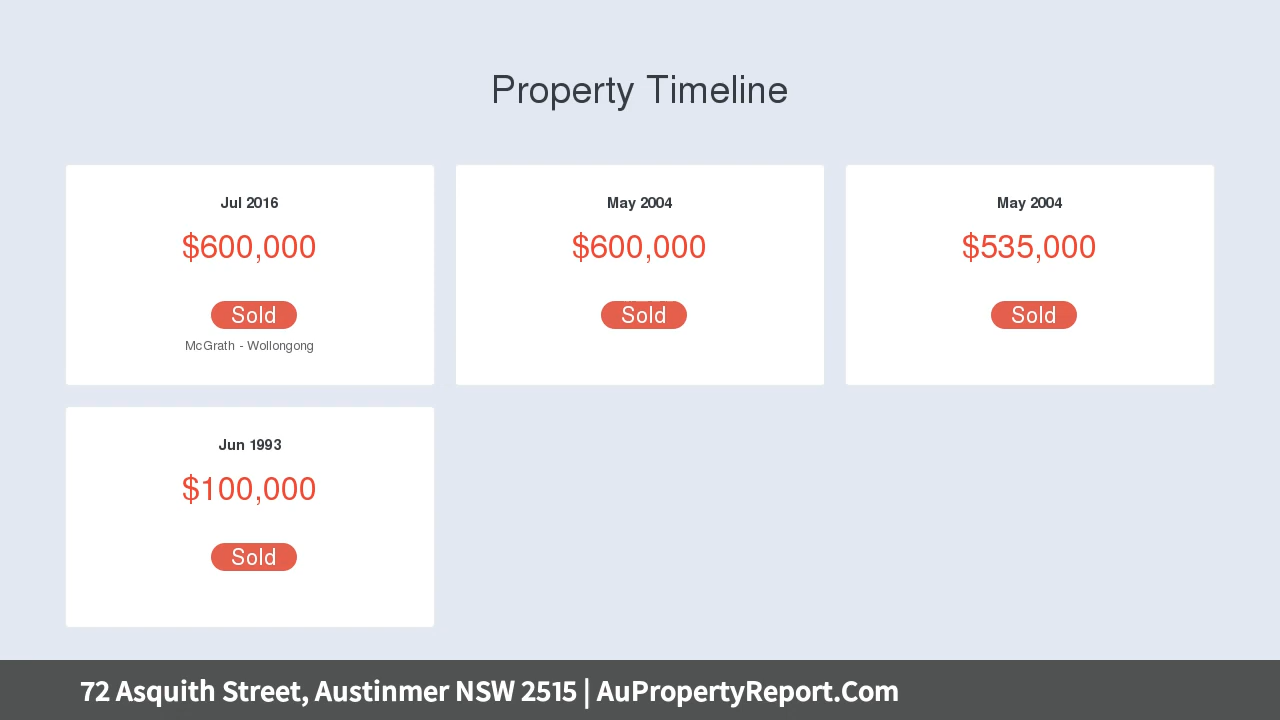 Property Timeline
Jul 2016
$600,000
Sold
McGrath - Wollongong
May 2004
$600,000
Sold
May 2004
$535,000
Sold
Jun 1993
$100,000
Sold
72 Asquith Street, Austinmer NSW 2515 | AuPropertyReport.Com